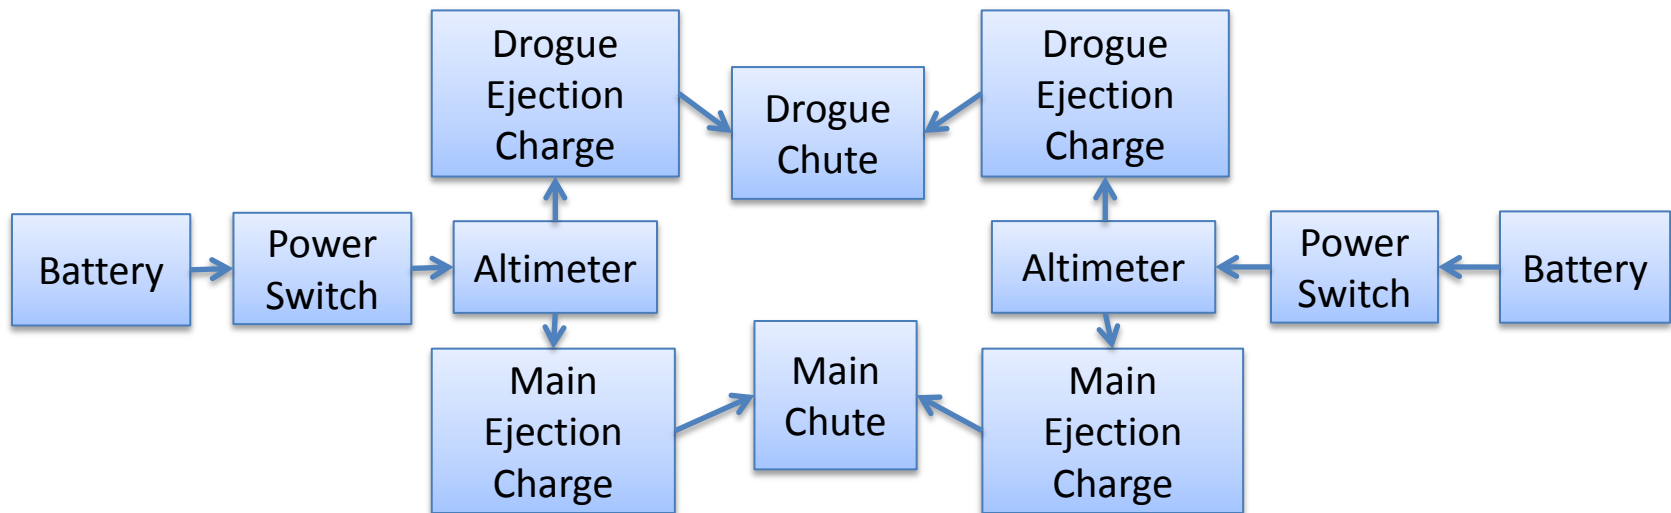 Drogue
Ejection
Charge
Drogue
Chute
Drogue
Ejection
Charge
Battery
Power
Switch
Altimeter
Altimeter
Power
Switch
Battery
Main
Ejection
Charge
Main
Chute
Main
Ejection
Charge